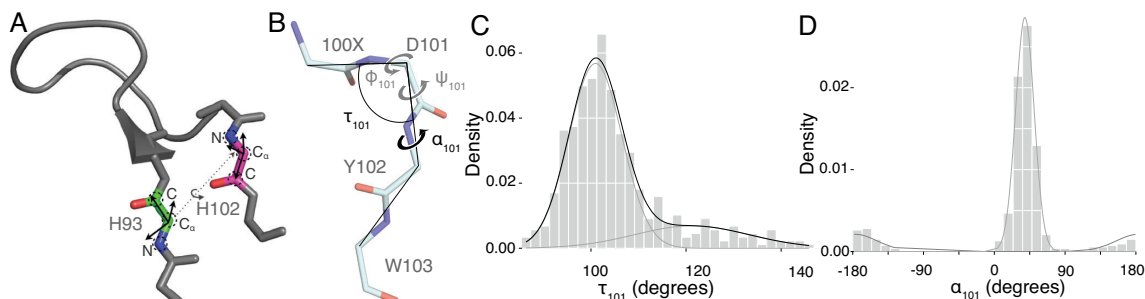 A
N
Cα
C
C
H93
H102
Cα
N
B
100X
D101
ϕ101
ψ101
τ101
α101
Y102
W103
C
Density
0.06
0.04
0.02
0.00
100
120
140
τ101 (degrees)
D
Density
0.02
0.01
0.00
-180
-90
0
90
180
α101 (degrees)